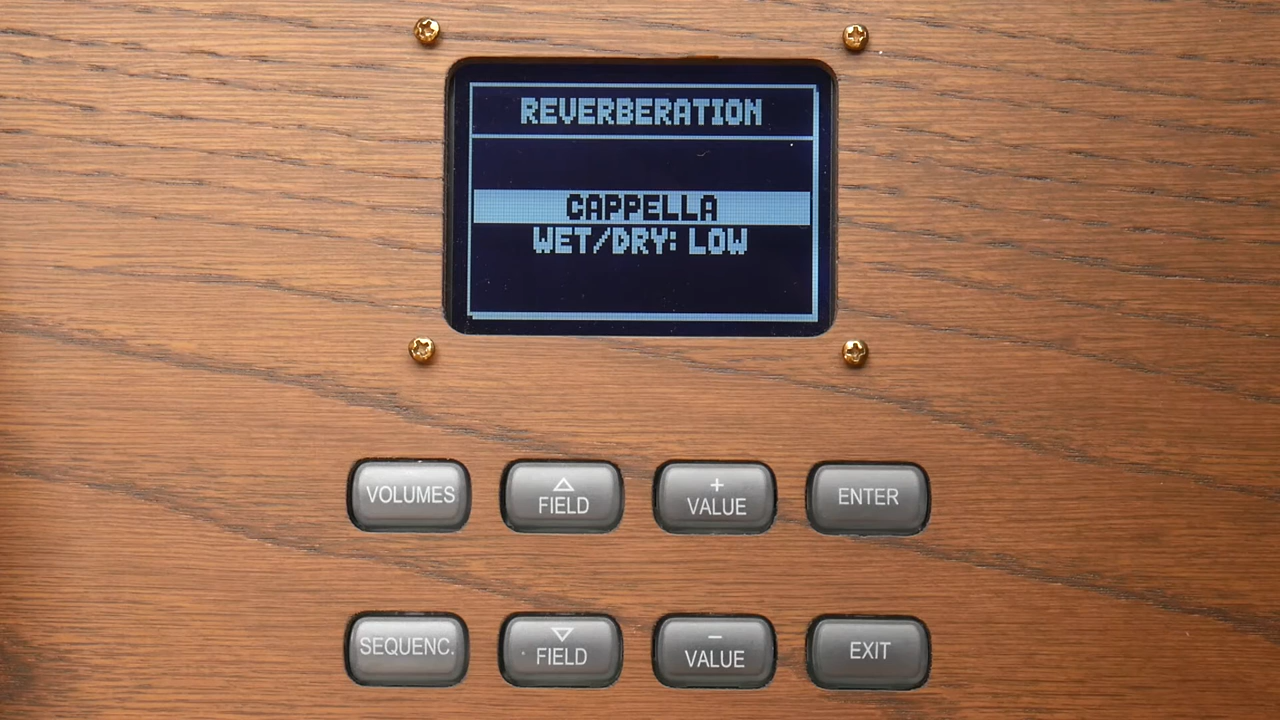 REVERBERATION
CAPPELLA
WET/DRY: LOW
VOLUMES
△
FIELD
+
VALUE
ENTER
SEQUENC.
▽
FIELD
−
VALUE
EXIT